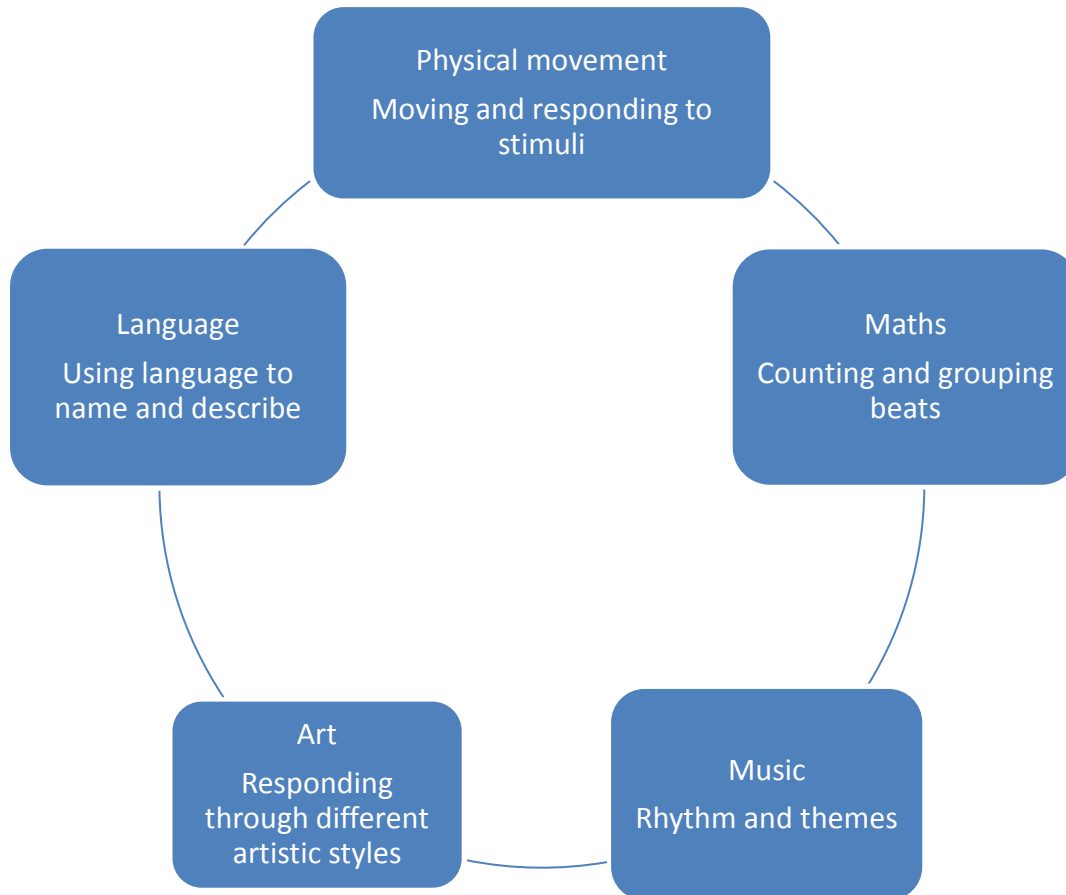 Physical movement
Moving and responding to
stimuli
Language
Using language to
name and describe
Maths
Counting and grouping
beats
Art
Responding
through different
artistic styles
Music
Rhythm and themes